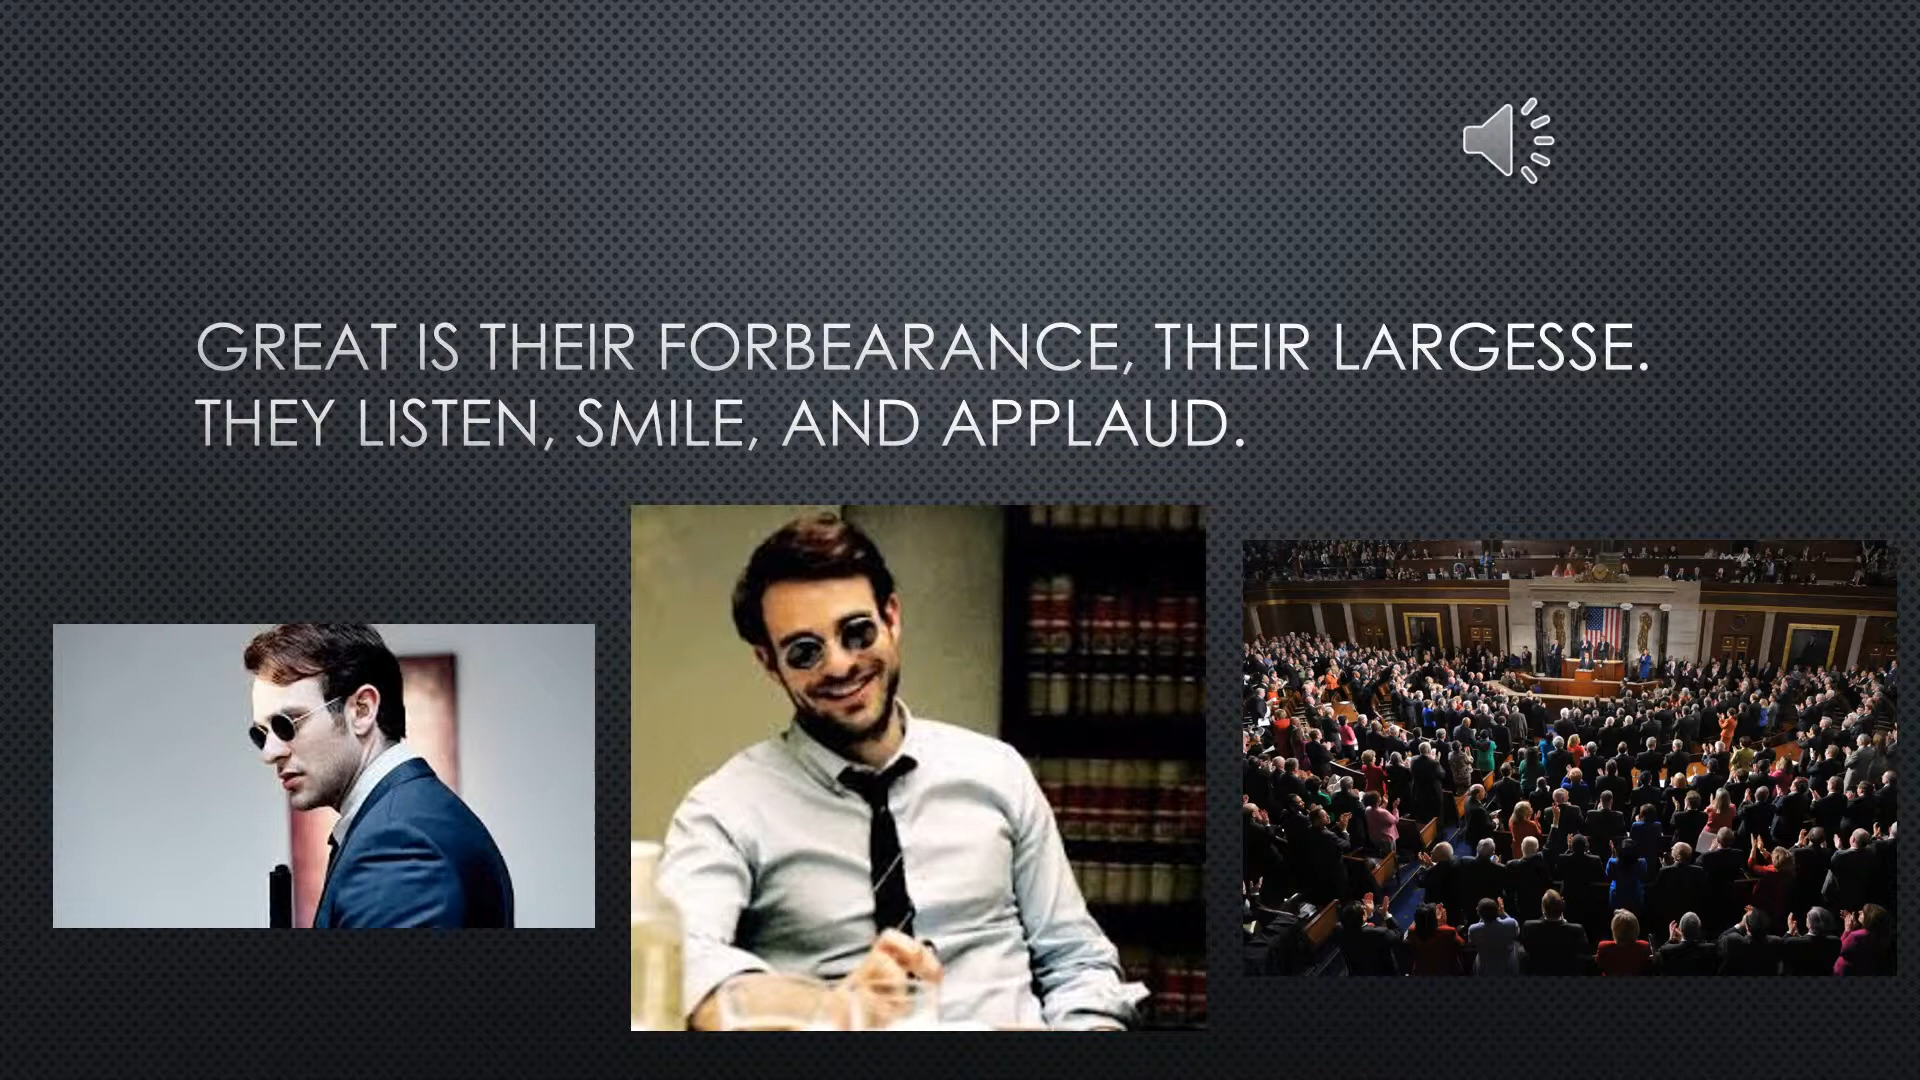 GREAT IS THEIR FORBEARANCE, THEIR LARGESSE.
THEY LISTEN, SMILE, AND APPLAUD.